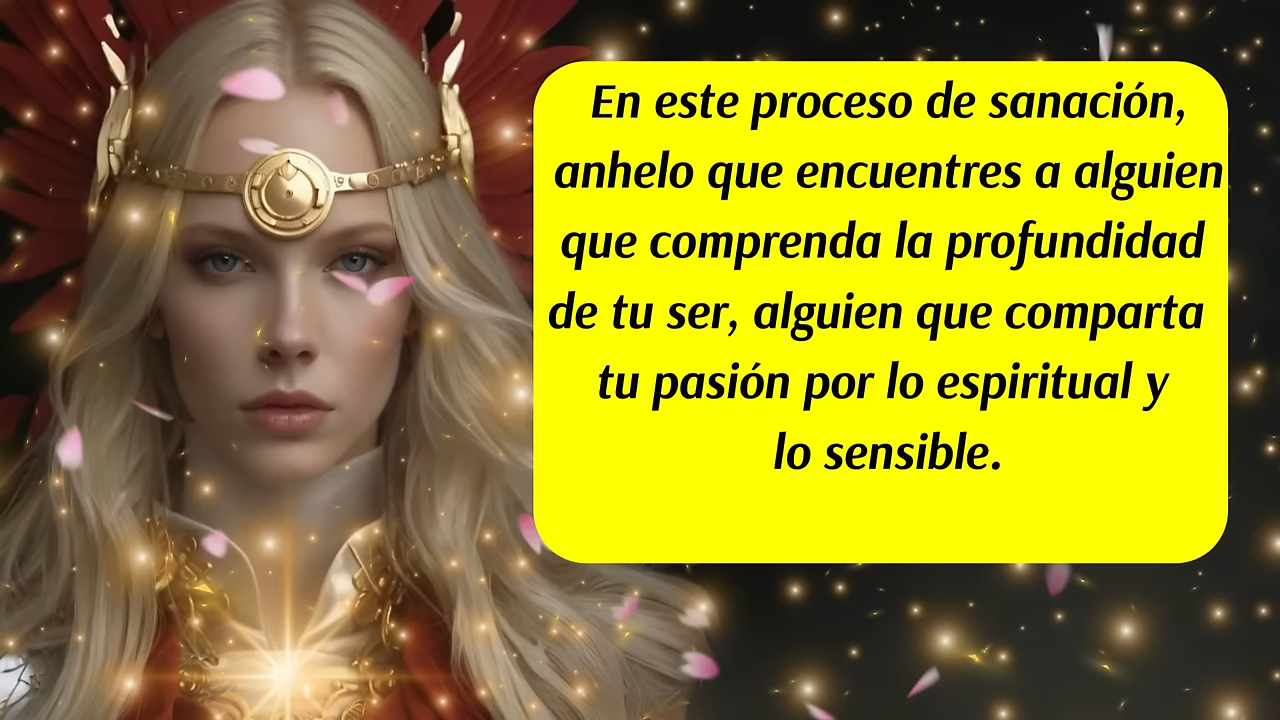 En este proceso de sanación,
anhelo que encuentres a alguien
que comprenda la profundidad
de tu ser, alguien que comparta
tu pasión por lo espiritual y
lo sensible.